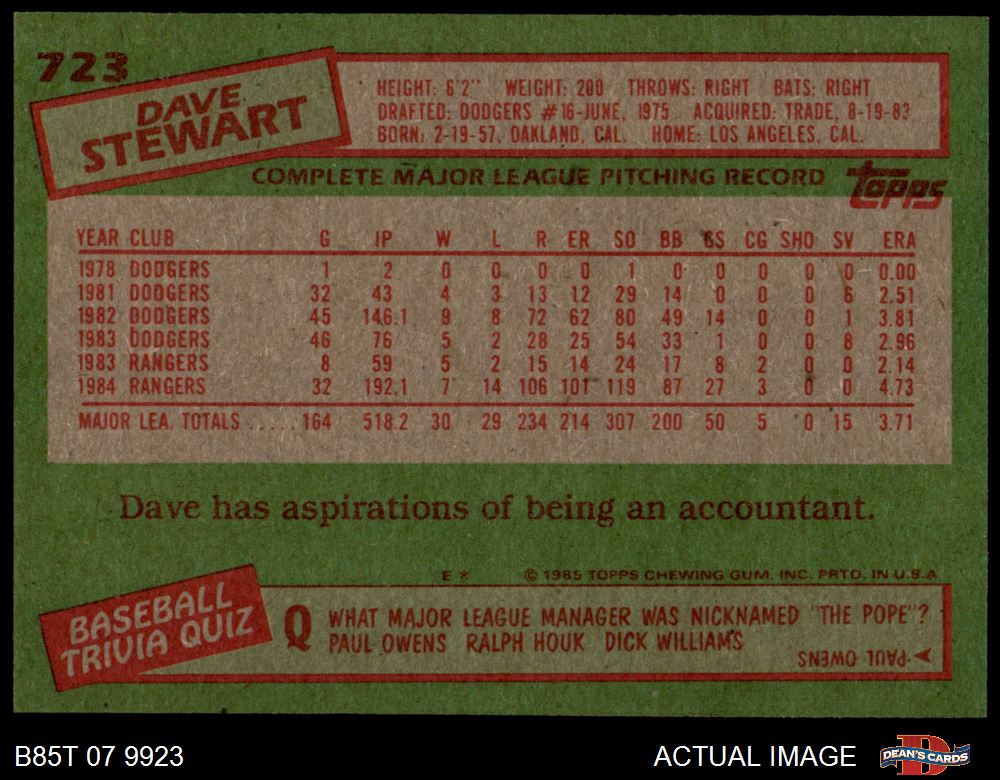 723
DAVE
STEWART
HEIGHT: 6'2" WEIGHT: 200 THROWS: RIGHT BATS: RIGHT
DRAFTED: DODGERS #16-JUNE, 1975 ACQUIRED: TRADE, 8-19-83
BORN: 2-19-57, OAKLAND, CAL. HOME: LOS ANGELES, CAL.
COMPLETE MAJOR LEAGUE PITCHING RECORD
topps
YEAR CLUB G IP W L R ER SO BB GS CG SHO SV ERA
1978 DODGERS 1 2 0 0 0 0 1 0 0 0 0 0 0.00
1981 DODGERS 32 43 4 3 13 12 29 14 0 0 0 6 2.51
1982 DODGERS 45 146.1 9 8 72 62 80 49 14 0 0 1 3.81
1983 DODGERS 46 76 5 2 28 25 54 33 1 0 0 8 2.96
1983 RANGERS 8 59 5 2 15 14 24 17 8 2 0 0 2.14
1984 RANGERS 32 192.1 7 14 106 101 119 87 27 3 0 0 4.73
MAJOR LEA. TOTALS ..... 164 518.2 30 29 234 214 307 200 50 5 0 15 3.71
Dave has aspirations of being an accountant.
E * © 1985 TOPPS CHEWING GUM, INC. PRTD. IN U.S.A
BASEBALL
TRIVIA QUIZ
Q WHAT MAJOR LEAGUE MANAGER WAS NICKNAMED "THE POPE"?
PAUL OWENS RALPH HOUK DICK WILLIAMS
PAUL OWENS
B85T 07 9923
ACTUAL IMAGE
D
DEAN'S CARDS